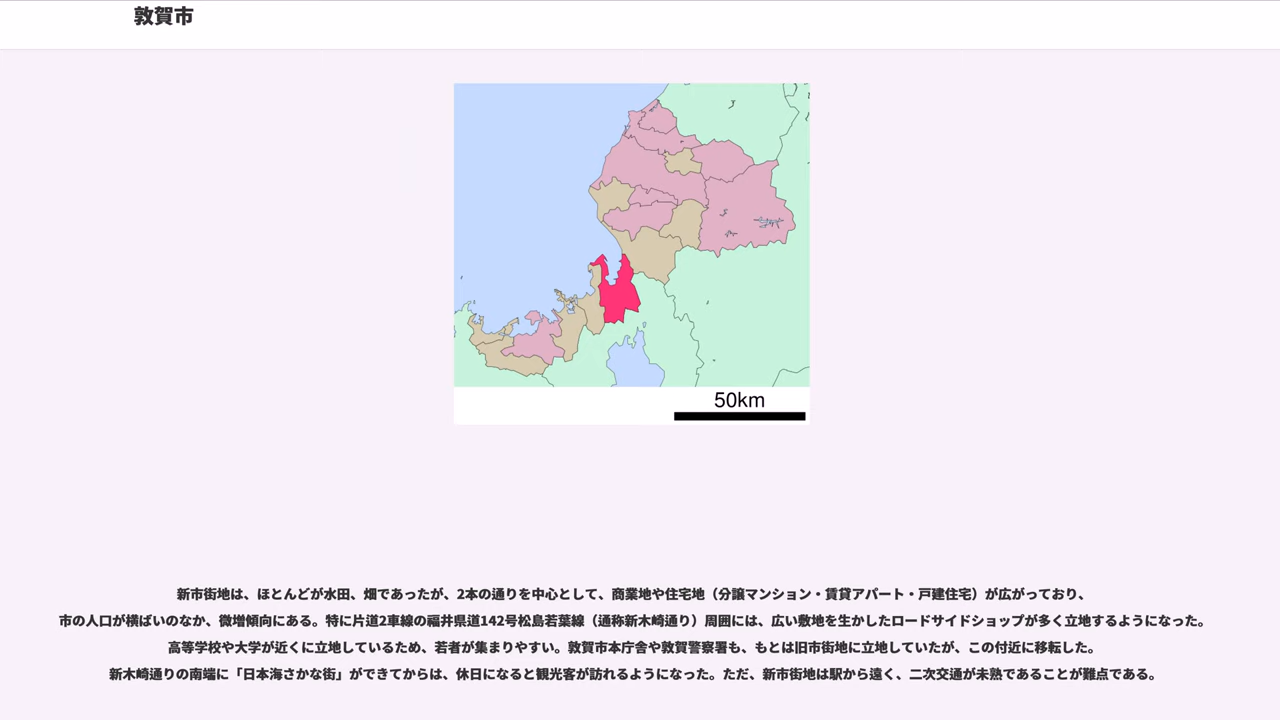 敦賀市
50km
新市街地は、ほとんどが水田、畑であったが、2本の通りを中心として、商業地や住宅地（分譲マンション・賃貸アパート・戸建住宅）が広がっており、
市の人口が横ばいのなか、微増傾向にある。特に片道2車線の福井県道142号松島若葉線（通称新木崎通り）周囲には、広い敷地を生かしたロードサイドショップが多く立地するようになった。
高等学校や大学が近くに立地しているため、若者が集まりやすい。敦賀市本庁舎や敦賀警察署も、もとは旧市街地に立地していたが、この付近に移転した。
新木崎通りの南端に「日本海さかな街」ができてからは、休日になると観光客が訪れるようになった。ただ、新市街地は駅から遠く、二次交通が未熟であることが難点である。